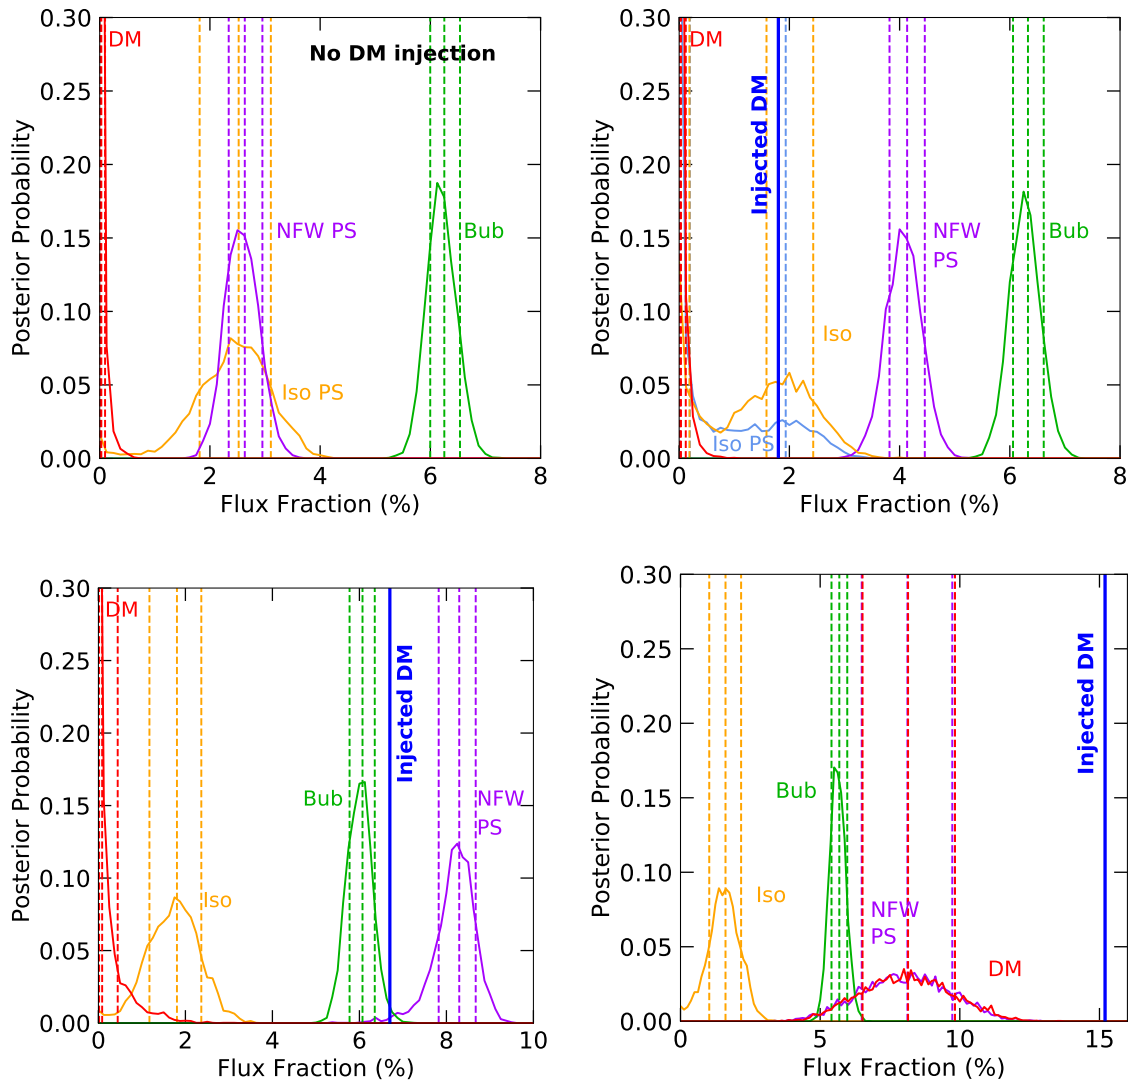 0.30
0.25
0.20
0.15
0.10
0.05
0.00
Posterior Probability
DM
No DM injection
NFW PS
Iso PS
Bub
0 2 4 6 8
Flux Fraction (%)
0.30
0.25
0.20
0.15
0.10
0.05
0.00
Posterior Probability
DM
Injected DM
NFW
PS
Bub
Iso
Iso PS
0 2 4 6 8
Flux Fraction (%)
0.30
0.25
0.20
0.15
0.10
0.05
0.00
Posterior Probability
DM
Injected DM
Bub
NFW
PS
Iso
0 2 4 6 8 10
Flux Fraction (%)
0.30
0.25
0.20
0.15
0.10
0.05
0.00
Posterior Probability
Injected DM
Bub
Iso
NFW
PS
DM
0 5 10 15
Flux Fraction (%)